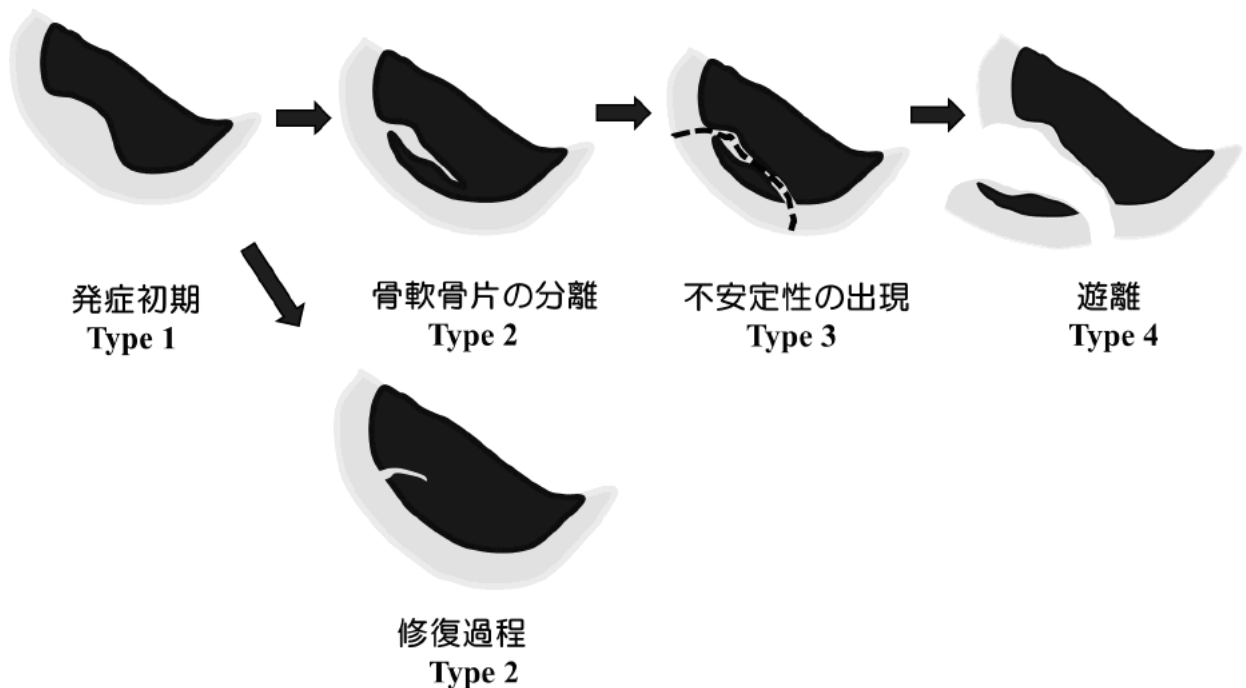 発症初期
Type 1
骨軟骨片の分離
Type 2
不安定性の出現
Type 3
遊離
Type 4
修復過程
Type 2